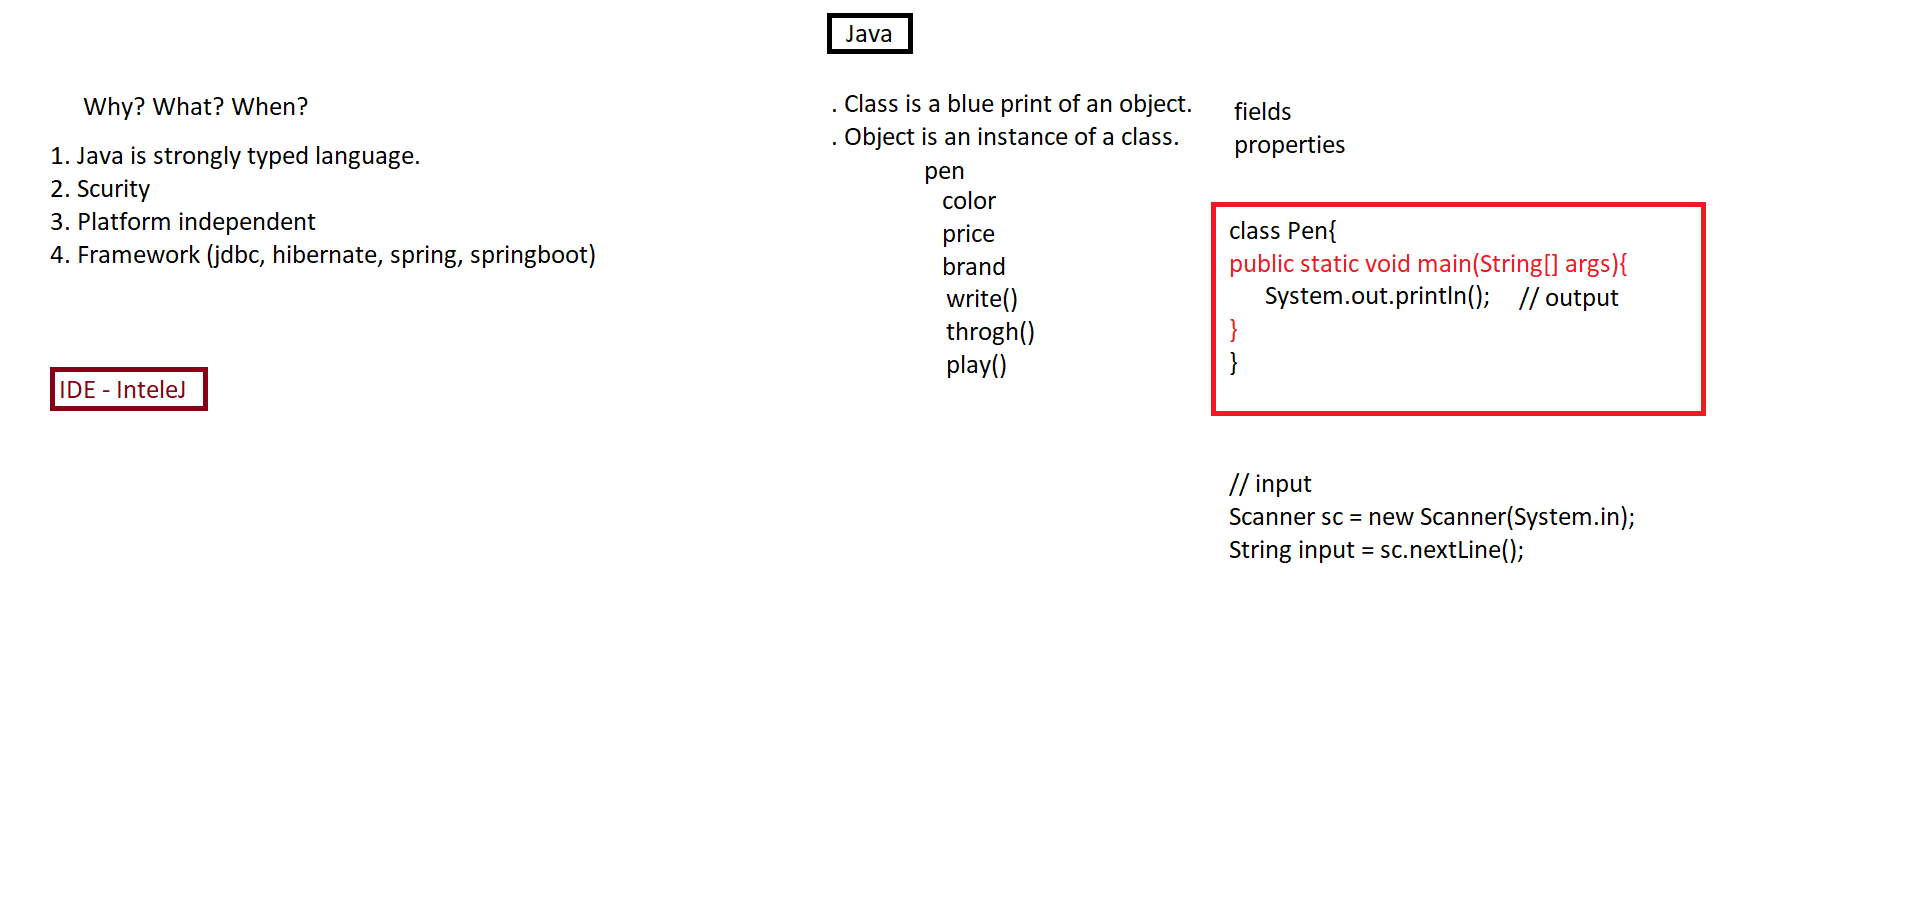 Java
Why? What? When?
1. Java is strongly typed language.
2. Scurity
3. Platform independent
4. Framework (jdbc, hibernate, spring, springboot)
IDE - InteleJ
. Class is a blue print of an object.
. Object is an instance of a class.
pen
color
price
brand
write()
throgh()
play()
fields
properties
class Pen{
public static void main(String[] args){
System.out.println(); // output
}
}
// input
Scanner sc = new Scanner(System.in);
String input = sc.nextLine();